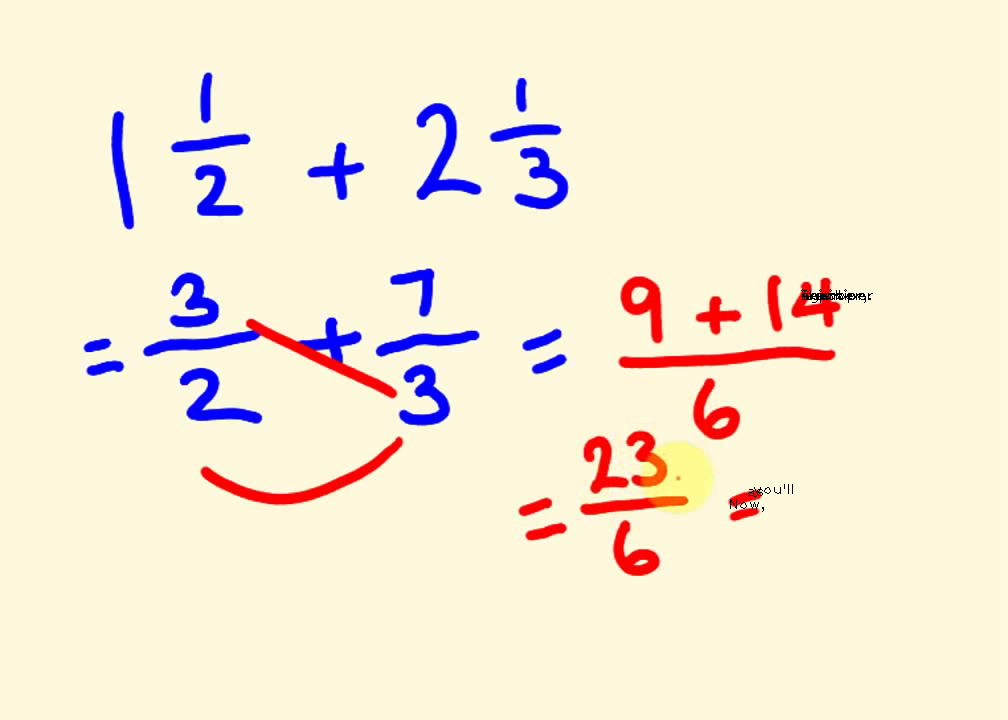 1 1/2 + 2 1/3
= 3/2 + 7/3 = (9 + 14)/6
= 23/6 =
you'll
Now,